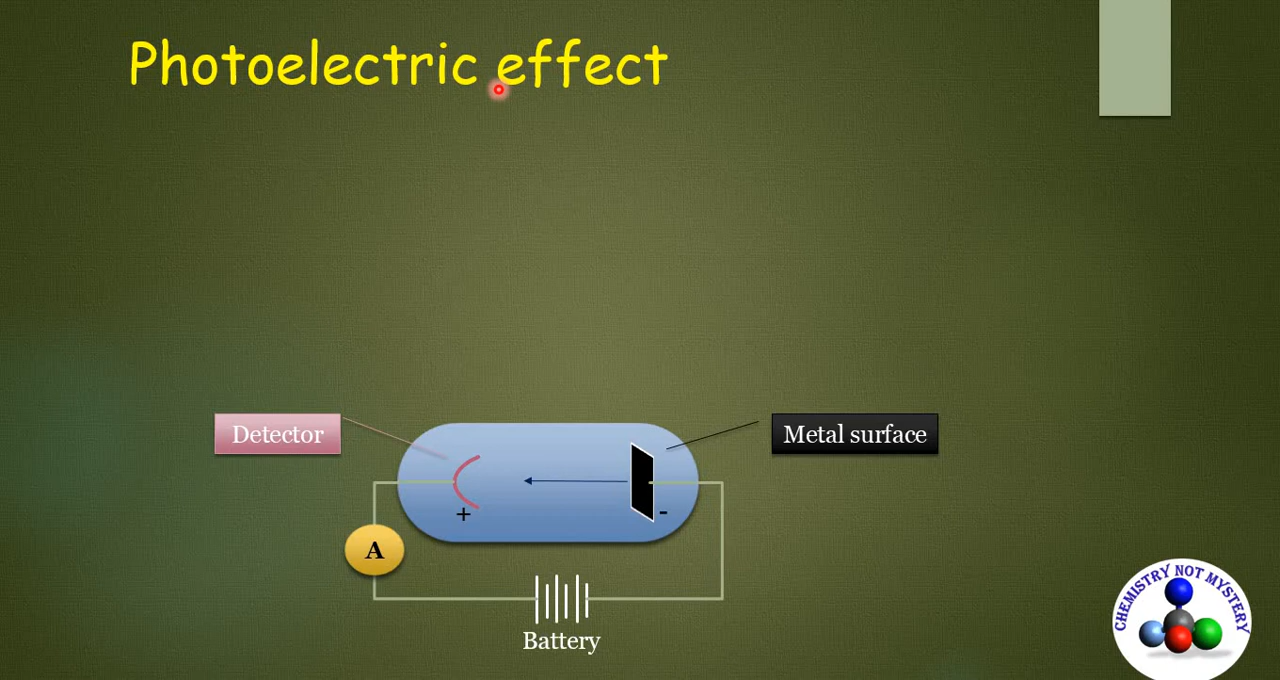 Photoelectric effect
Detector
Metal surface
+
-
A
Battery
CHEMISTRY NOT MYSTERY